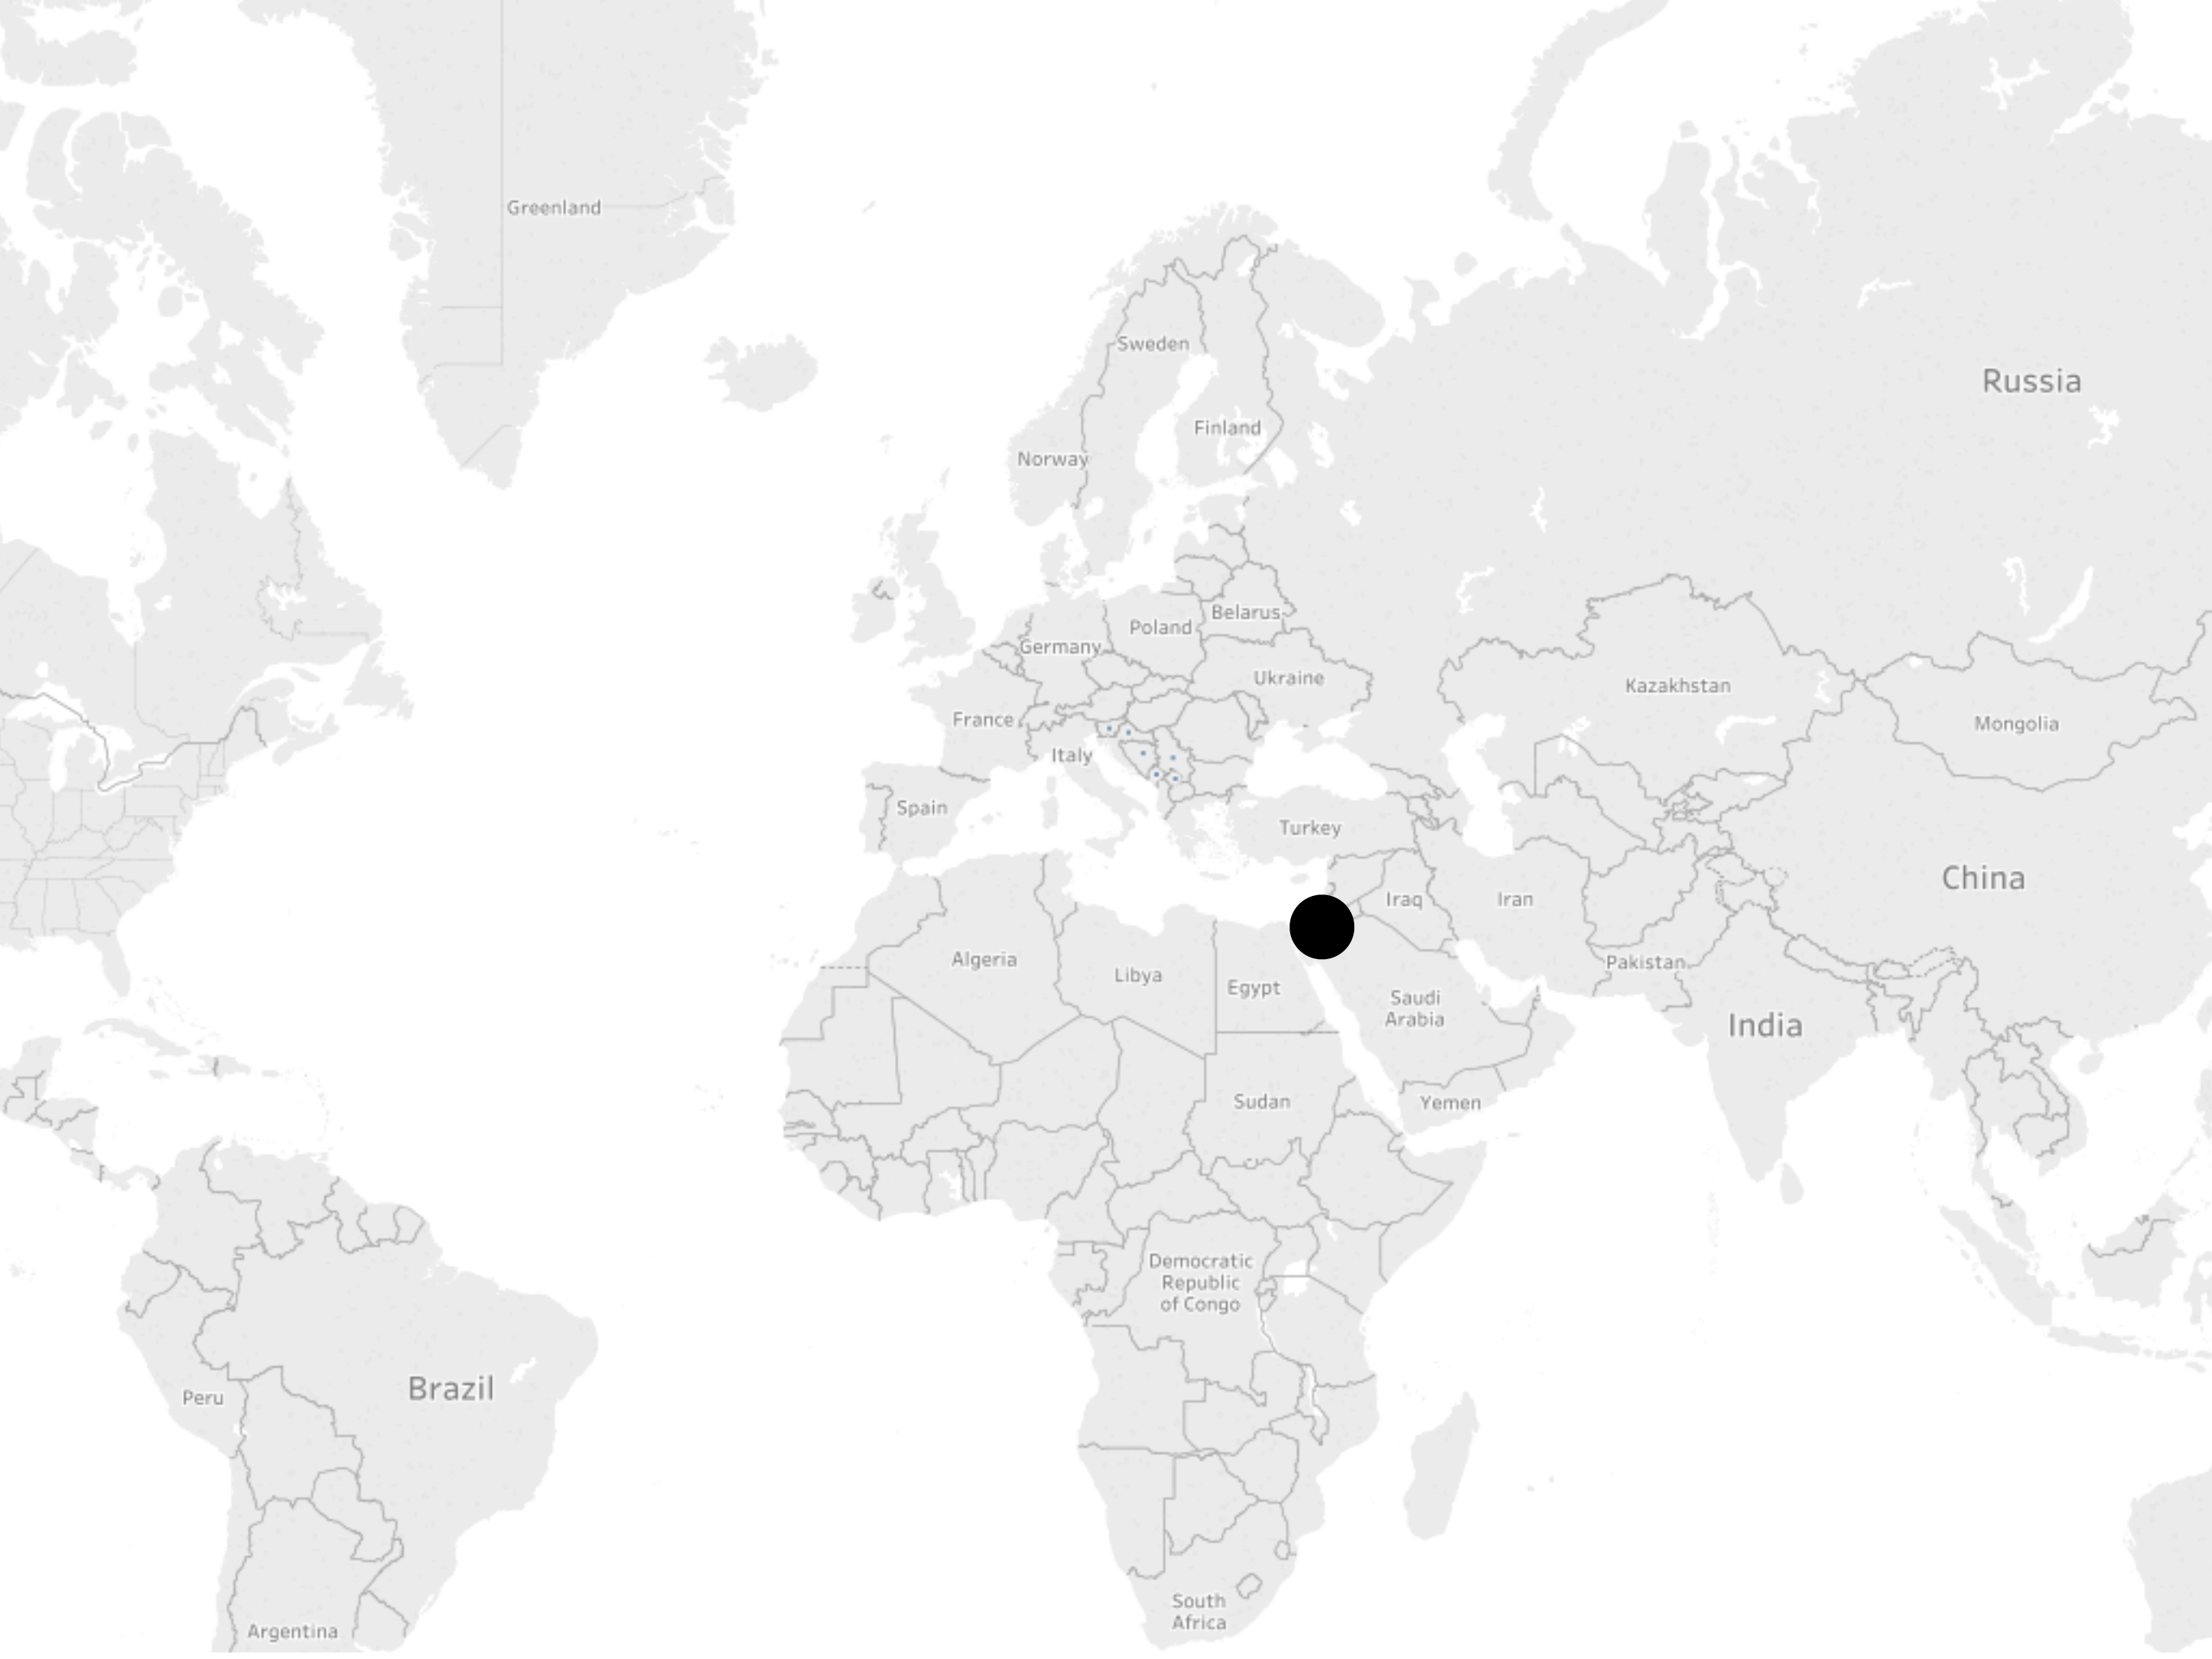 Greenland
Sweden
Russia
Finland
Norway
Belarus
Poland
Germany
Ukraine
Kazakhstan
France
Mongolia
Italy
Spain
Turkey
China
Iraq
Iran
Algeria
Pakistan
Libya
Egypt
Saudi
Arabia
India
Sudan
Yemen
Democratic
Republic
of Congo
Brazil
Peru
South
Africa
Argentina